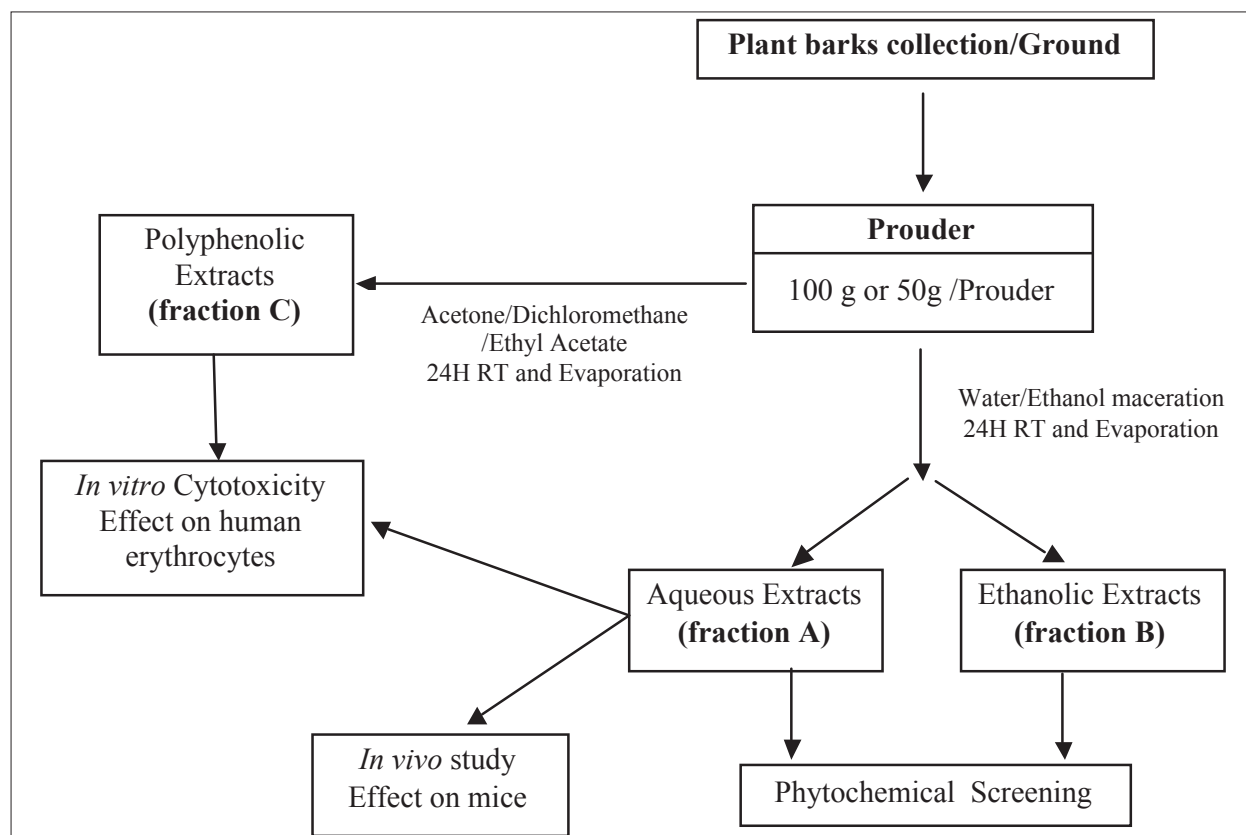 Plant barks collection/Ground
Prouder
100 g or 50g /Prouder
Polyphenolic
Extracts
(fraction C)
Acetone/Dichloromethane
/Ethyl Acetate
24H RT and Evaporation
Water/Ethanol maceration
24H RT and Evaporation
In vitro Cytotoxicity
Effect on human
erythrocytes
Aqueous Extracts
(fraction A)
Ethanolic Extracts
(fraction B)
In vivo study
Effect on mice
Phytochemical Screening